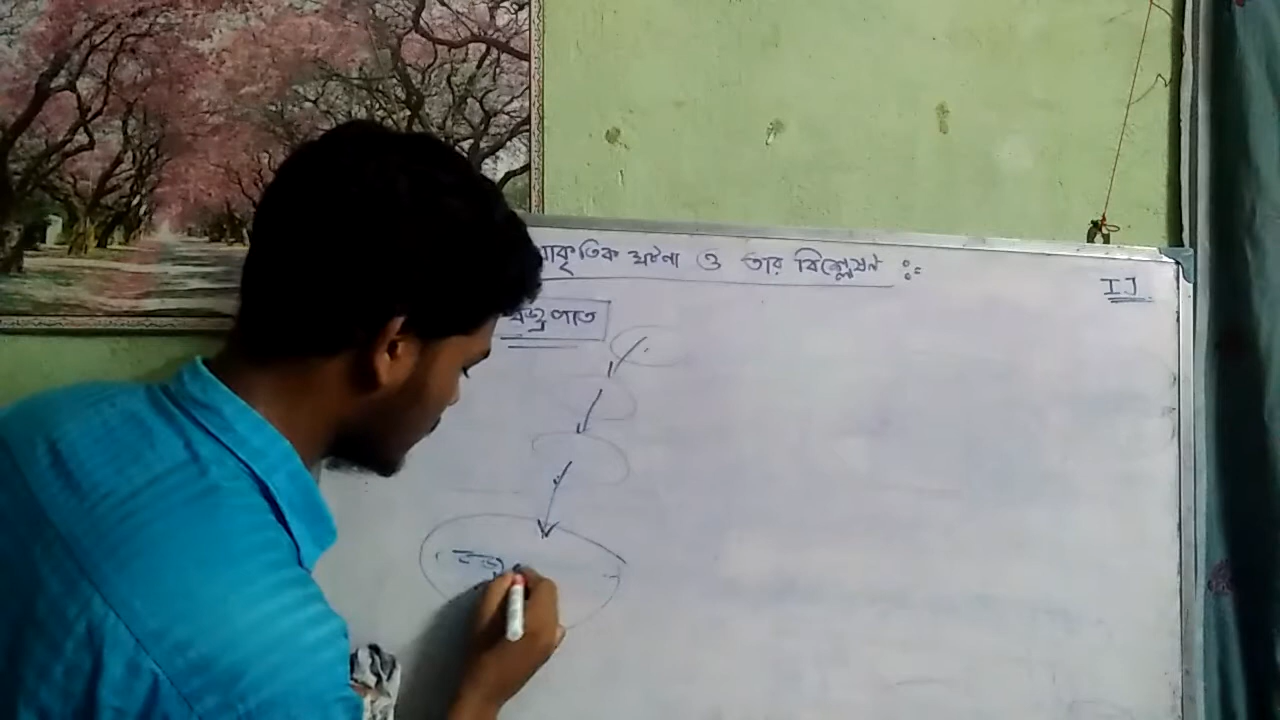 াকৃতিক ঘটনা ও তার বিশ্লেষণ :-
IJ
বজ্রপাত